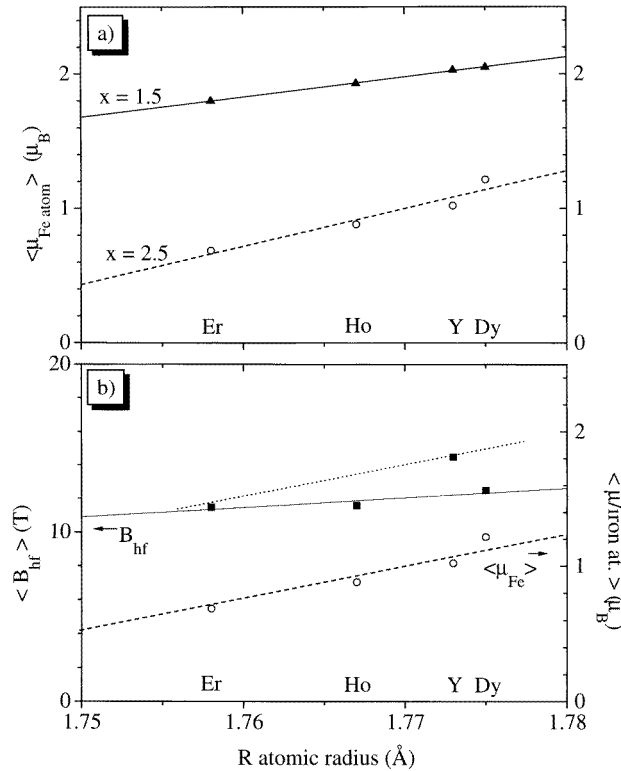 a)
2
2
x = 1.5
<μFe atom> (μB)
1
1
x = 2.5
Er Ho Y Dy
0
0
20
b)
15
2
< Bhf > (T)
10
Bhf
<μFe>
1
< μ/iron at. > (μB)
5
Er Ho Y Dy
0
0
1.75 1.76 1.77 1.78
R atomic radius (Å)